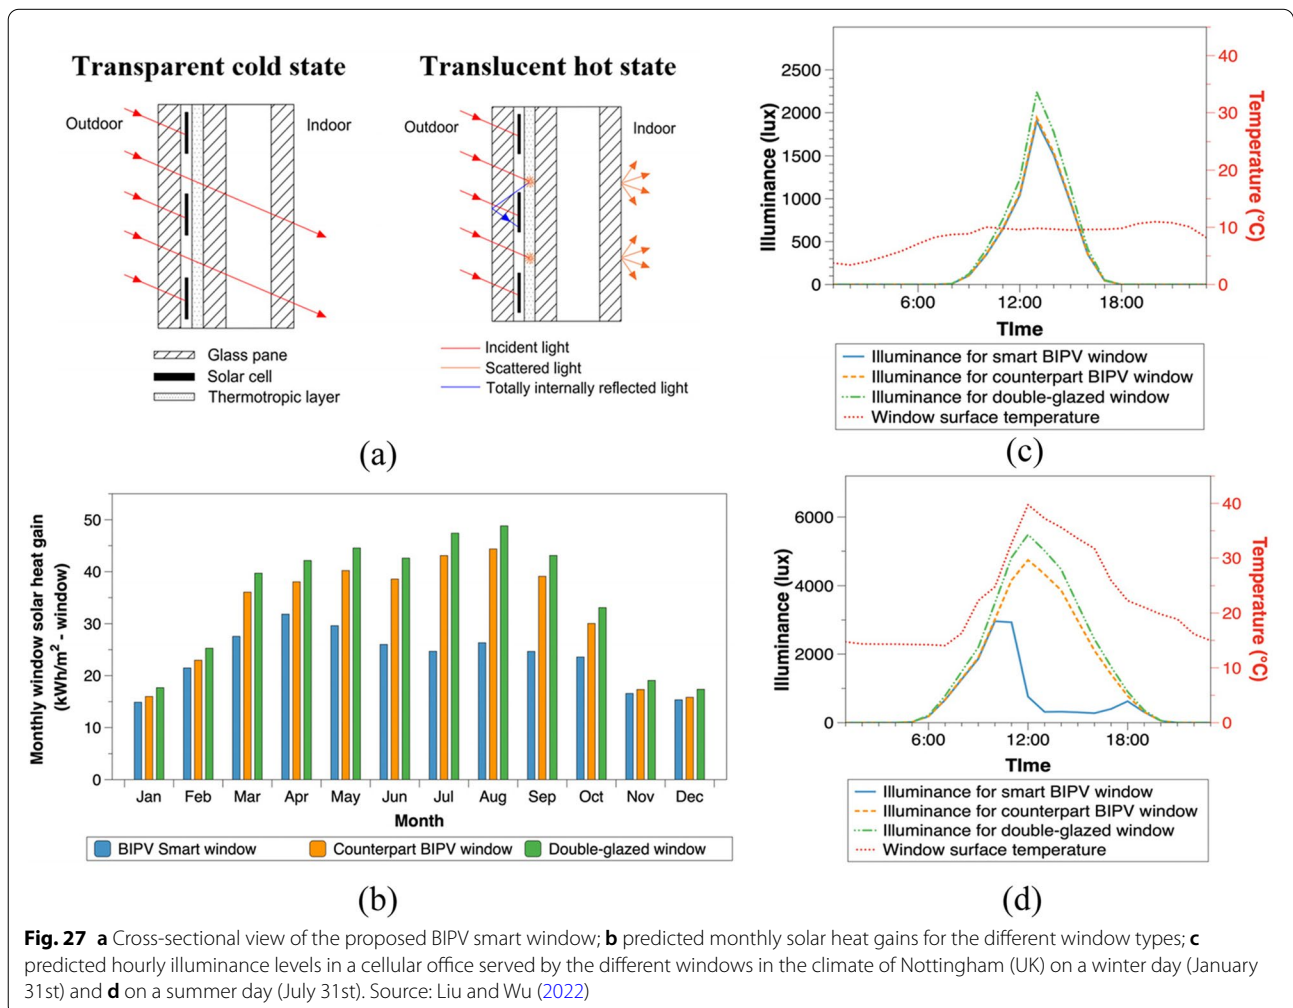 Transparent cold state
Translucent hot state
Outdoor
Indoor
Outdoor
Indoor
Glass pane
Solar cell
Thermotropic layer
Incident light
Scattered light
Totally internally reflected light
(a)
Illuminance (lux)
2500
2000
1500
1000
500
0
6:00
12:00
18:00
TIme
40
30
20
10
0
Temperature (°C)
Illuminance for smart BIPV window
Illuminance for counterpart BIPV window
Illuminance for double-glazed window
Window surface temperature
(c)
Monthly window solar heat gain
(kWh/m² - window)
50
40
30
20
10
0
Jan
Feb
Mar
Apr
May
Jun
Jul
Aug
Sep
Oct
Nov
Dec
Month
BIPV Smart window
Counterpart BIPV window
Double-glazed window
(b)
Illuminance (lux)
6000
4000
2000
0
6:00
12:00
18:00
TIme
40
30
20
10
0
Temperature (°C)
Illuminance for smart BIPV window
Illuminance for counterpart BIPV window
Illuminance for double-glazed window
Window surface temperature
(d)
Fig. 27 a Cross-sectional view of the proposed BIPV smart window; b predicted monthly solar heat gains for the different window types; c
predicted hourly illuminance levels in a cellular office served by the different windows in the climate of Nottingham (UK) on a winter day (January
31st) and d on a summer day (July 31st). Source: Liu and Wu (2022)